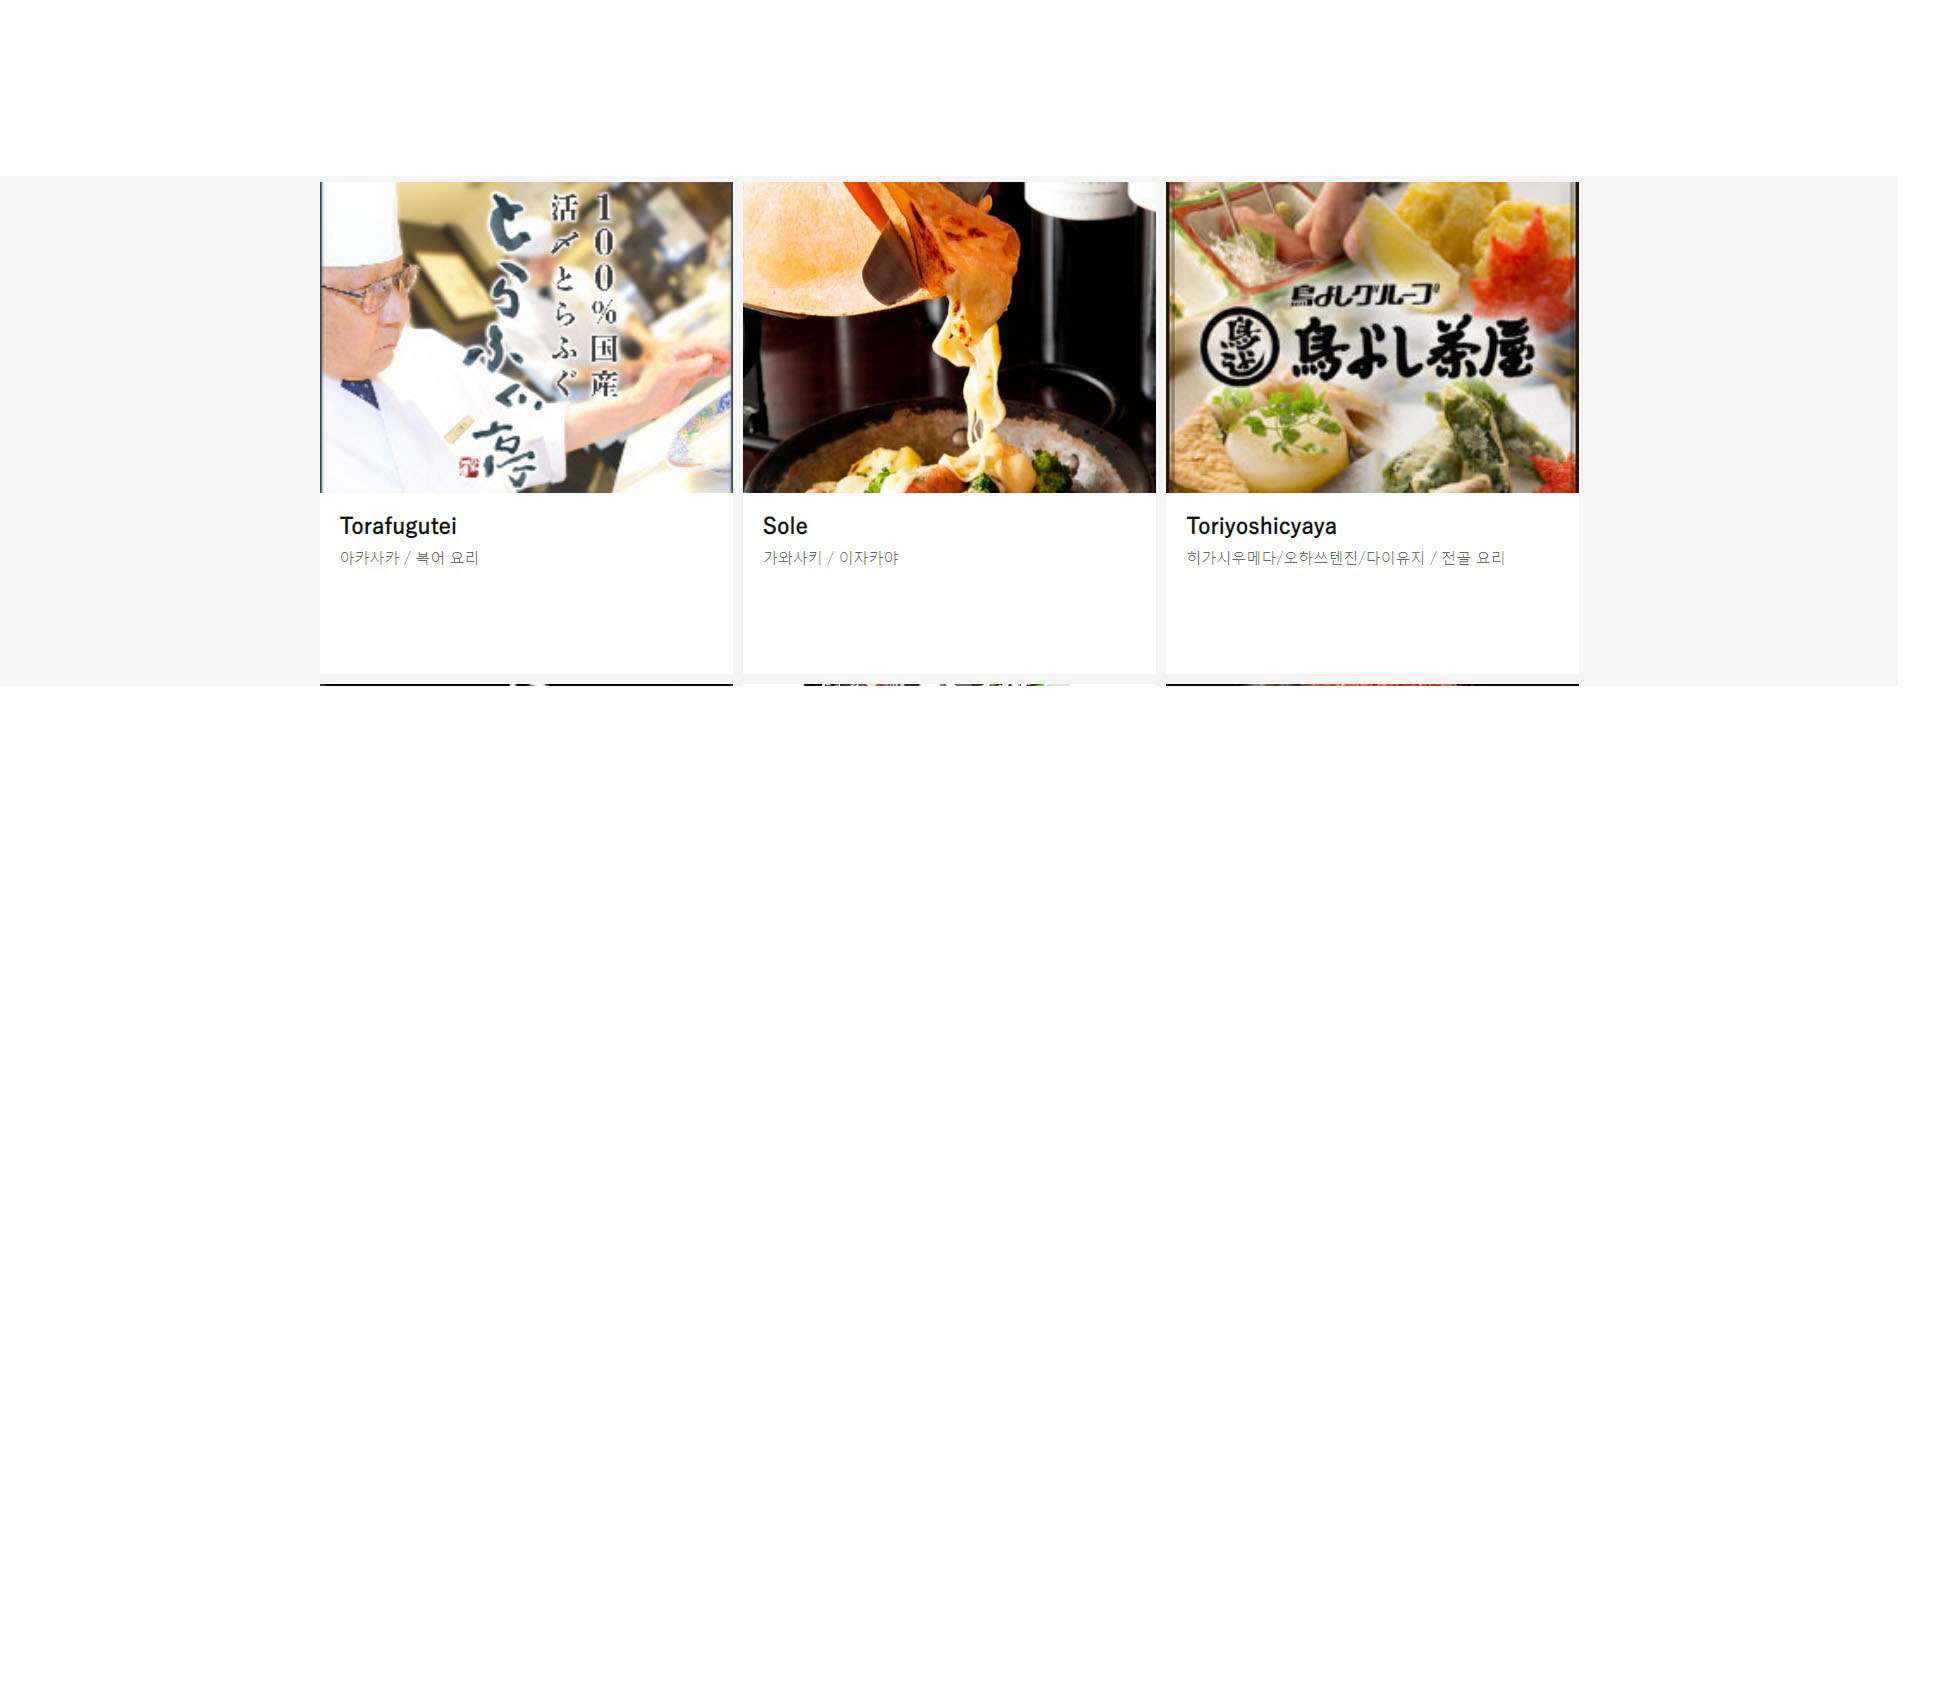 100%国産
活〆とらふぐ
とらふぐ亭
Torafugutei
아카사카 / 복어 요리
Sole
가와사키 / 이자카야
鳥よしグループ
鳥よし
鳥よし茶屋
Toriyoshicyaya
히가시우메다/오하쓰텐진/다이유지 / 전골 요리